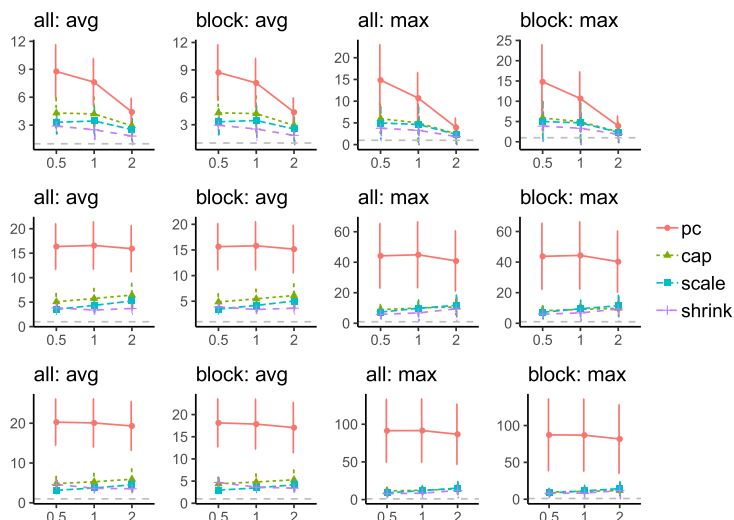 all: avg block: avg all: max block: max
12 12
9 9 20 25
6 6 15 20
3 3 10 15
5 10
0 5
0
0.5 1 2 0.5 1 2 0.5 1 2 0.5 1 2
all: avg block: avg all: max block: max
20 20 60 60
15 15 40 40
10 10 20 20
5 5 0 0
0
0.5 1 2 0.5 1 2 0.5 1 2 0.5 1 2
pc
cap
scale
shrink
all: avg block: avg all: max block: max
20 20 100 100
10 15 50 50
0 10 0 0
5
0
0.5 1 2 0.5 1 2 0.5 1 2 0.5 1 2